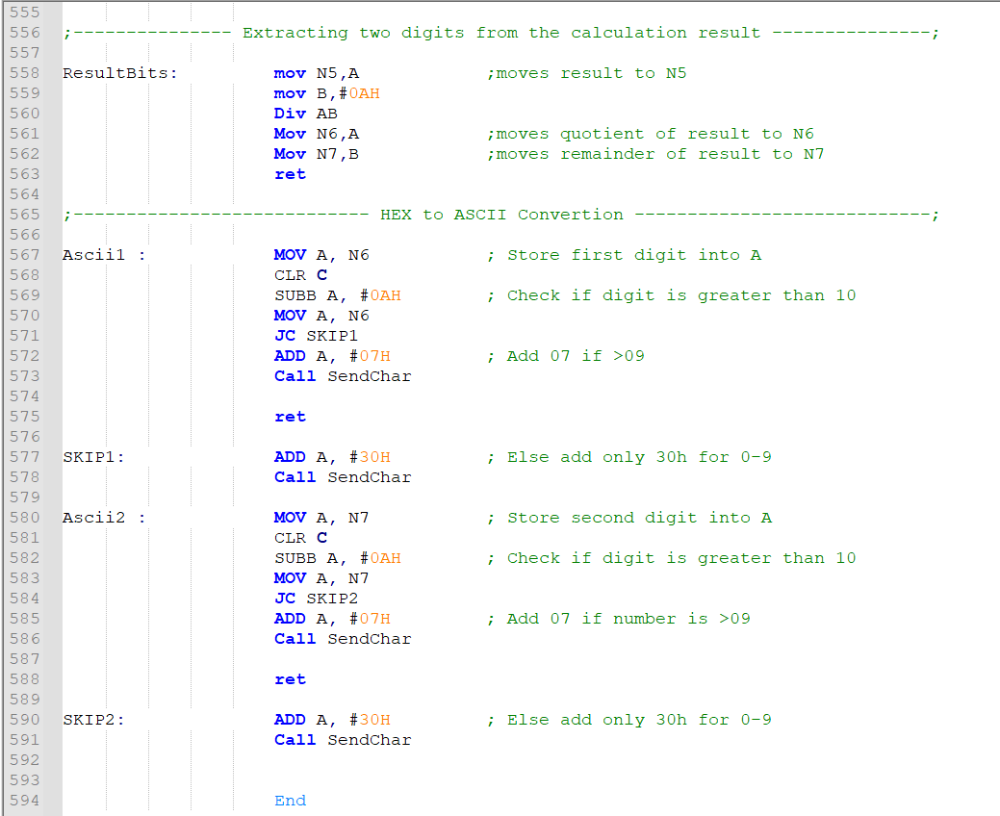 555
556 ;--------------- Extracting two digits from the calculation result ---------------;
557
558 ResultBits: mov N5,A ;moves result to N5
559 mov B,#0AH
560 Div AB
561 Mov N6,A ;moves quotient of result to N6
562 Mov N7,B ;moves remainder of result to N7
563 ret
564
565 ;---------------------------- HEX to ASCII Convertion ----------------------------;
566
567 Ascii1 : MOV A, N6 ; Store first digit into A
568 CLR C
569 SUBB A, #0AH ; Check if digit is greater than 10
570 MOV A, N6
571 JC SKIP1
572 ADD A, #07H ; Add 07 if >09
573 Call SendChar
574
575 ret
576
577 SKIP1: ADD A, #30H ; Else add only 30h for 0-9
578 Call SendChar
579
580 Ascii2 : MOV A, N7 ; Store second digit into A
581 CLR C
582 SUBB A, #0AH ; Check if digit is greater than 10
583 MOV A, N7
584 JC SKIP2
585 ADD A, #07H ; Add 07 if number is >09
586 Call SendChar
587
588 ret
589
590 SKIP2: ADD A, #30H ; Else add only 30h for 0-9
591 Call SendChar
592
593
594 End